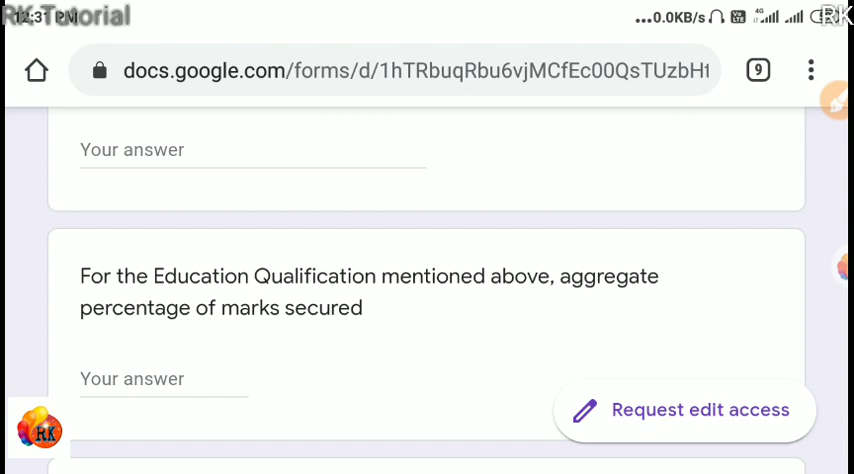 RK Tutorial
12:31 PM
...0.0KB/s 4G
RK
docs.google.com/forms/d/1hTRbuqRbu6vjMCfEc00QsTUzbHt
9
Your answer
For the Education Qualification mentioned above, aggregate
percentage of marks secured
Your answer
Request edit access
RK